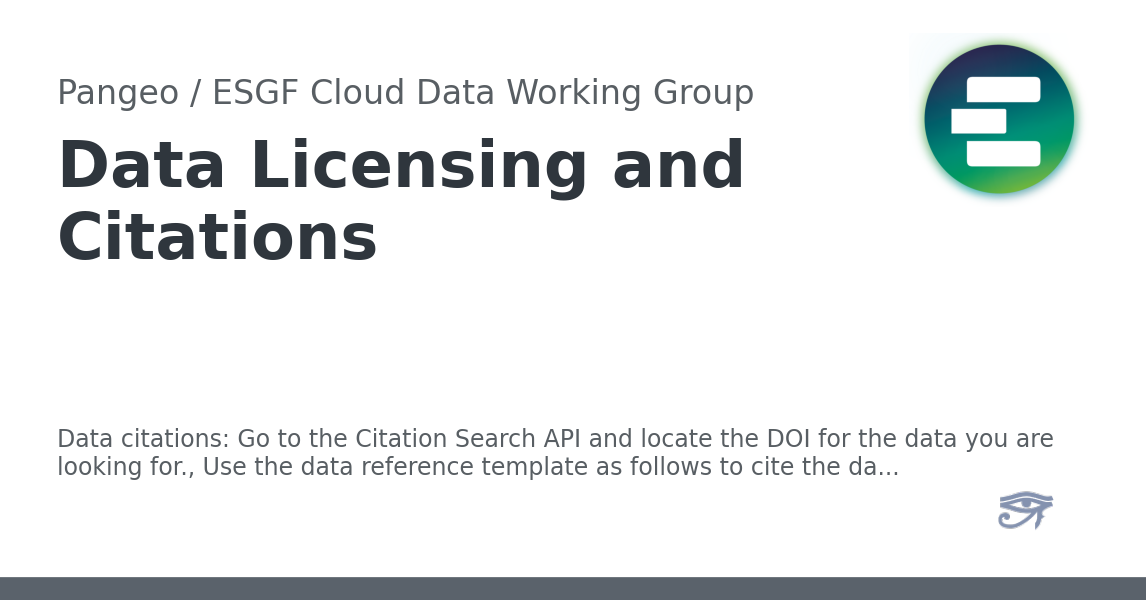 Pangeo / ESGF Cloud Data Working Group
Data Licensing and
Citations
Data citations: Go to the Citation Search API and locate the DOI for the data you are
looking for., Use the data reference template as follows to cite the da...